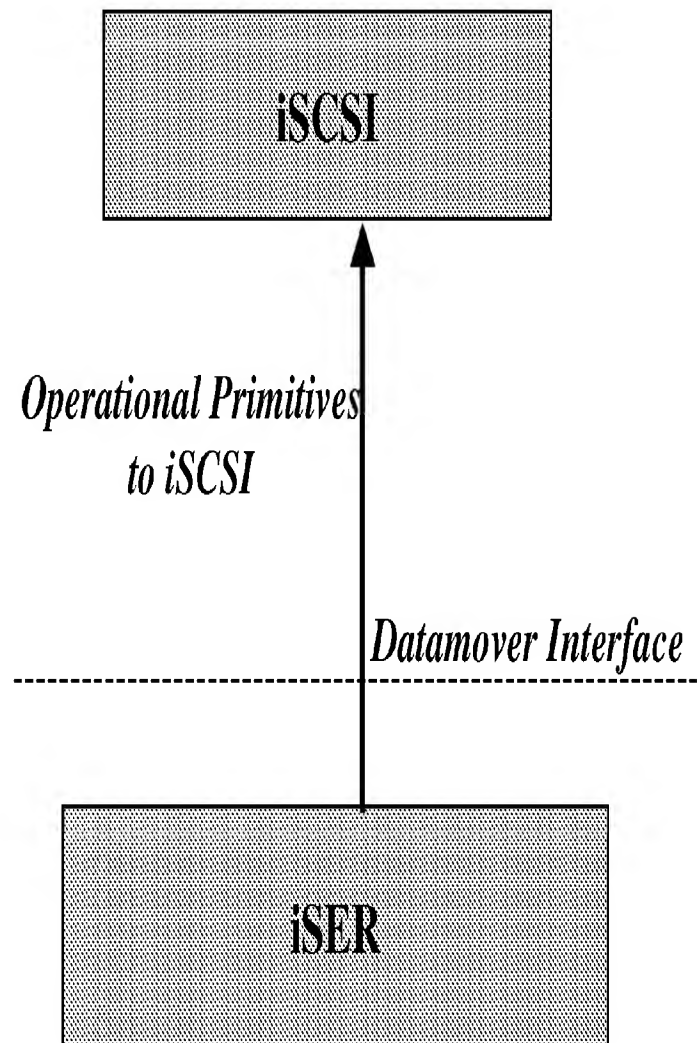 iSCSI
Operational Primitives
to iSCSI
Datamover Interface
iSER